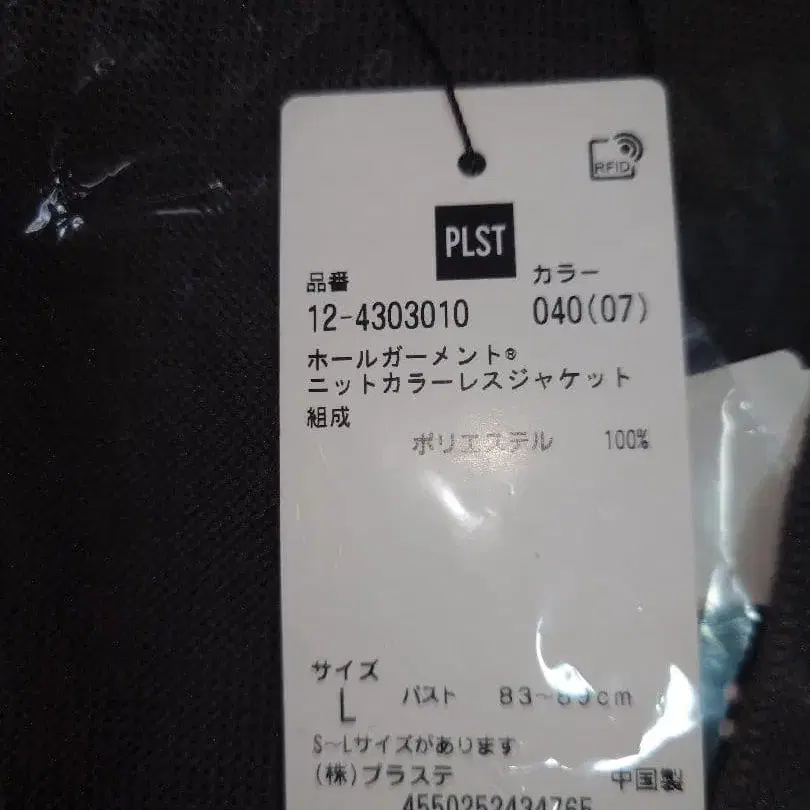 RFID
PLST
品番 カラー
12-4303010 040(07)
ホールガーメント®
ニットカラーレスジャケット
組成
ポリエステル 100%
サイズ
L バスト 83~89cm
S~Lサイズがあります
(株)プラステ 中国製
4550252434765